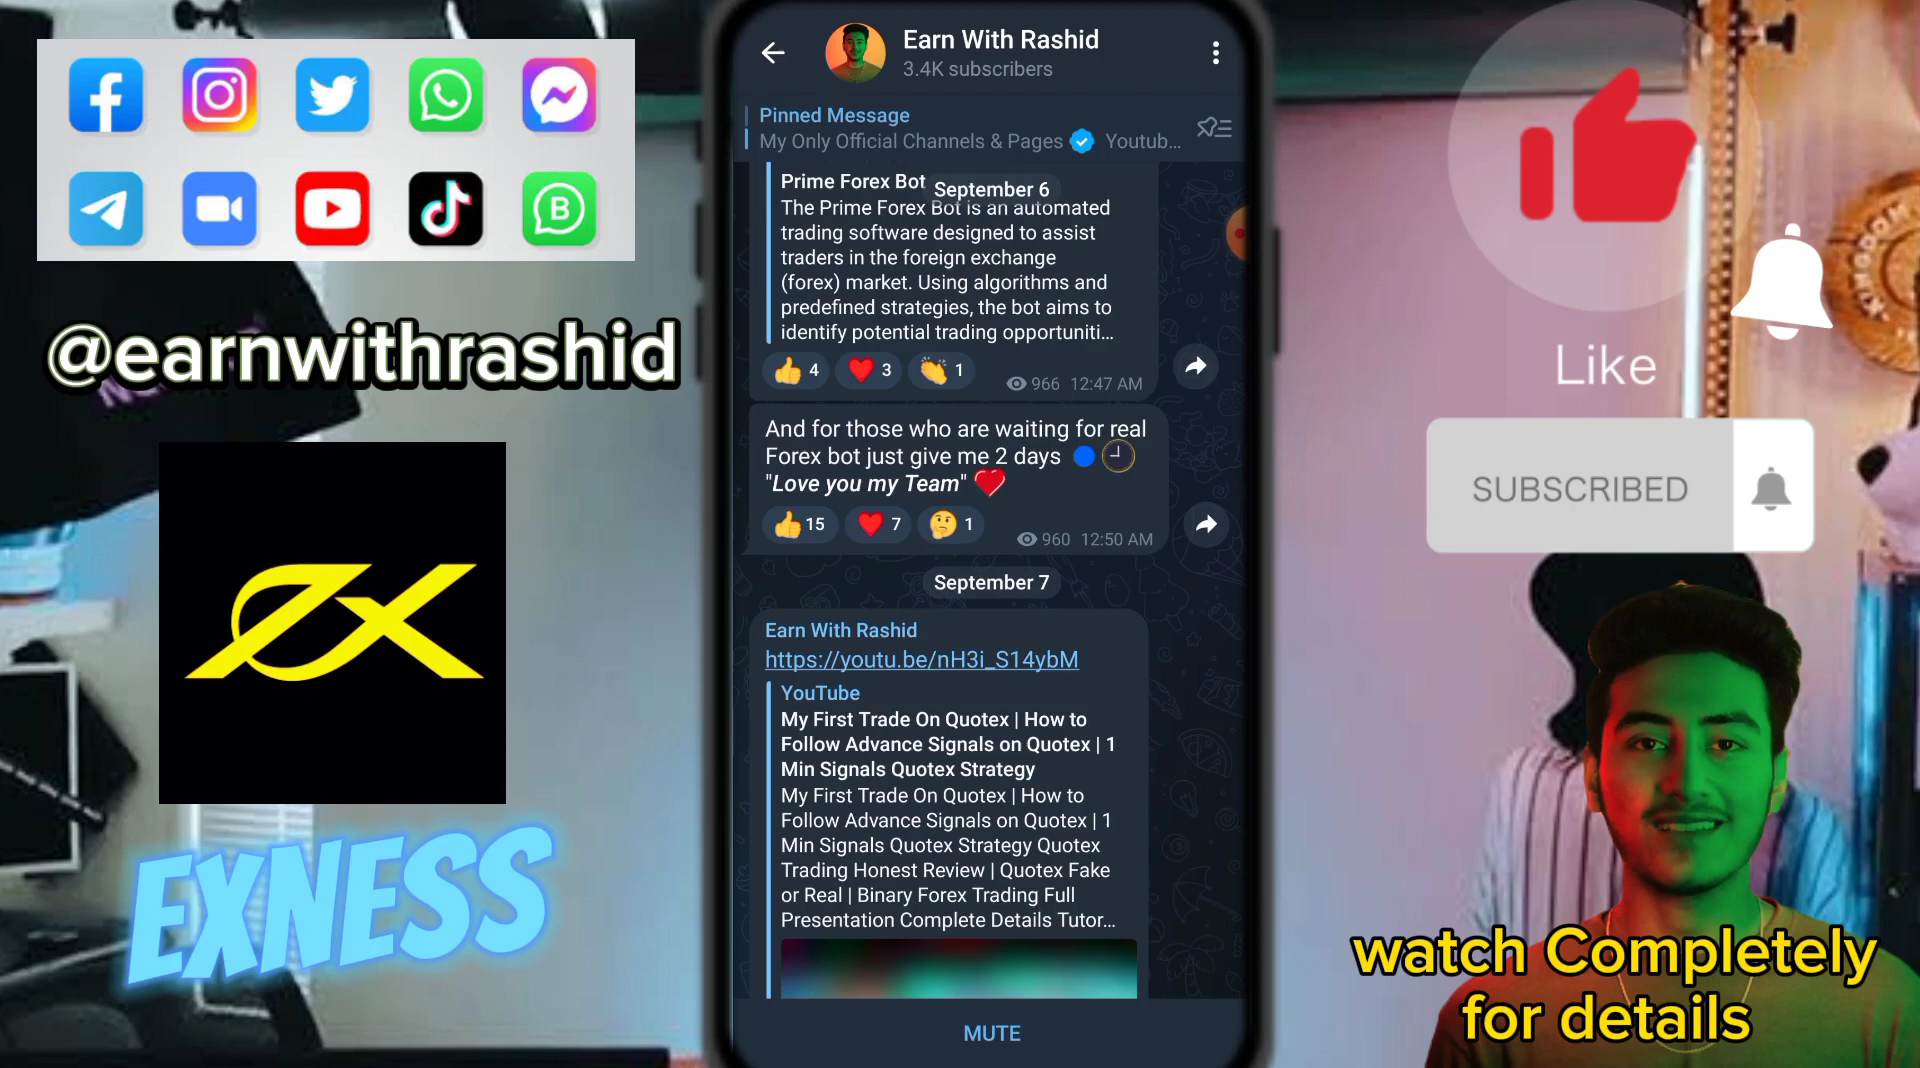 @earnwithrashid
EXNESS
Earn With Rashid
3.4K subscribers
Pinned Message
My Only Official Channels & Pages Youtub...
Prime Forex Bot
September 6
The Prime Forex Bot is an automated
trading software designed to assist
traders in the foreign exchange
(forex) market. Using algorithms and
predefined strategies, the bot aims to
identify potential trading opportuniti...
4 3 1
966 12:47 AM
And for those who are waiting for real
Forex bot just give me 2 days
"Love you my Team"
15 7 1
960 12:50 AM
September 7
Earn With Rashid
https://youtu.be/nH3i_S14ybM
YouTube
My First Trade On Quotex | How to
Follow Advance Signals on Quotex | 1
Min Signals Quotex Strategy
My First Trade On Quotex | How to
Follow Advance Signals on Quotex | 1
Min Signals Quotex Strategy Quotex
Trading Honest Review | Quotex Fake
or Real | Binary Forex Trading Full
Presentation Complete Details Tutor...
MUTE
Like
SUBSCRIBED
watch Completely
for details